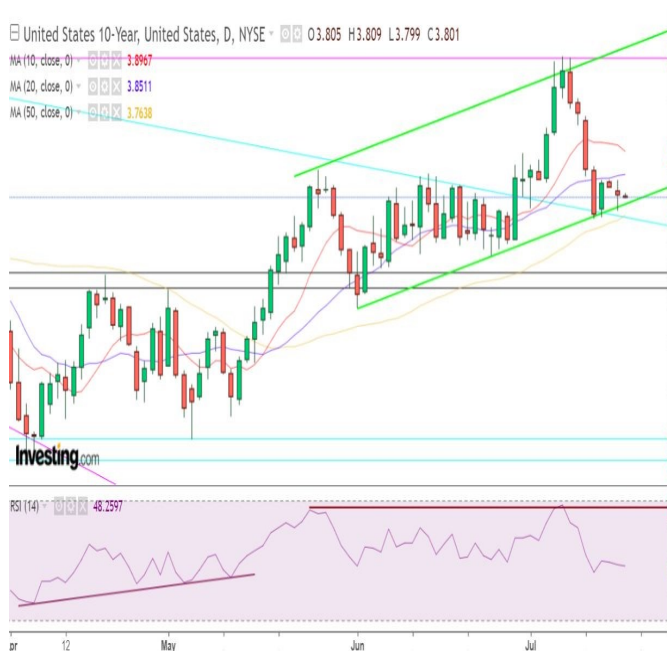 United States 10-Year, United States, D, NYSE O3.805 H3.809 L3.799 C3.801
MA (10, close, 0) 3.8967
MA (20, close, 0) 3.8511
MA (50, close, 0) 3.7638
Investing.com
RSI (14) 48.2597
pr 12 May Jun Jul